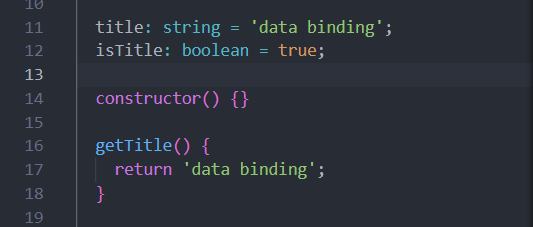 10
11 title: string = 'data binding';
12 isTitle: boolean = true;
13
14 constructor() {}
15
16 getTitle() {
17 return 'data binding';
18 }
19